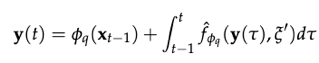 y(t) = ϕ_q(x_{t−1}) + ∫_{t−1}^{t} f̂_{ϕ_q}(y(τ), ξ′)dτ